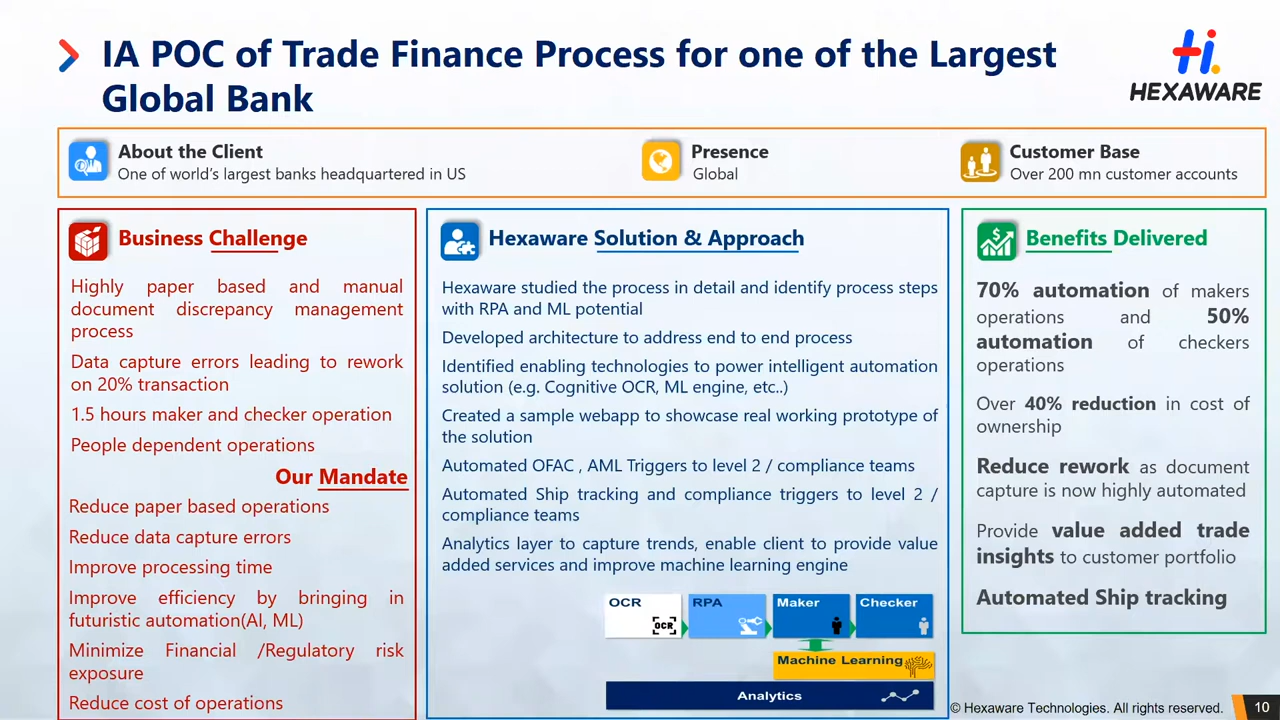 IA POC of Trade Finance Process for one of the Largest
Global Bank
HEXAWARE
About the Client
One of world's largest banks headquartered in US
Presence
Global
Customer Base
Over 200 mn customer accounts
Business Challenge
Highly paper based and manual
document discrepancy management
process
Data capture errors leading to rework
on 20% transaction
1.5 hours maker and checker operation
People dependent operations
Our Mandate
Reduce paper based operations
Reduce data capture errors
Improve processing time
Improve efficiency by bringing in
futuristic automation(AI, ML)
Minimize Financial /Regulatory risk
exposure
Reduce cost of operations
Hexaware Solution & Approach
Hexaware studied the process in detail and identify process steps
with RPA and ML potential
Developed architecture to address end to end process
Identified enabling technologies to power intelligent automation
solution (e.g. Cognitive OCR, ML engine, etc..)
Created a sample webapp to showcase real working prototype of
the solution
Automated OFAC , AML Triggers to level 2 / compliance teams
Automated Ship tracking and compliance triggers to level 2 /
compliance teams
Analytics layer to capture trends, enable client to provide value
added services and improve machine learning engine
OCR
OCR
RPA
Maker
Checker
Machine Learning
Analytics
Benefits Delivered
70% automation of makers
operations and 50%
automation of checkers
operations
Over 40% reduction in cost of
ownership
Reduce rework as document
capture is now highly automated
Provide value added trade
insights to customer portfolio
Automated Ship tracking
© Hexaware Technologies. All rights reserved.
10